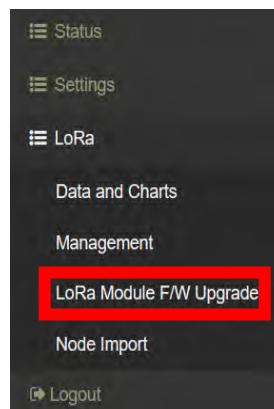 Status
Settings
LoRa
Data and Charts
Management
LoRa Module F/W Upgrade
Node Import
Logout